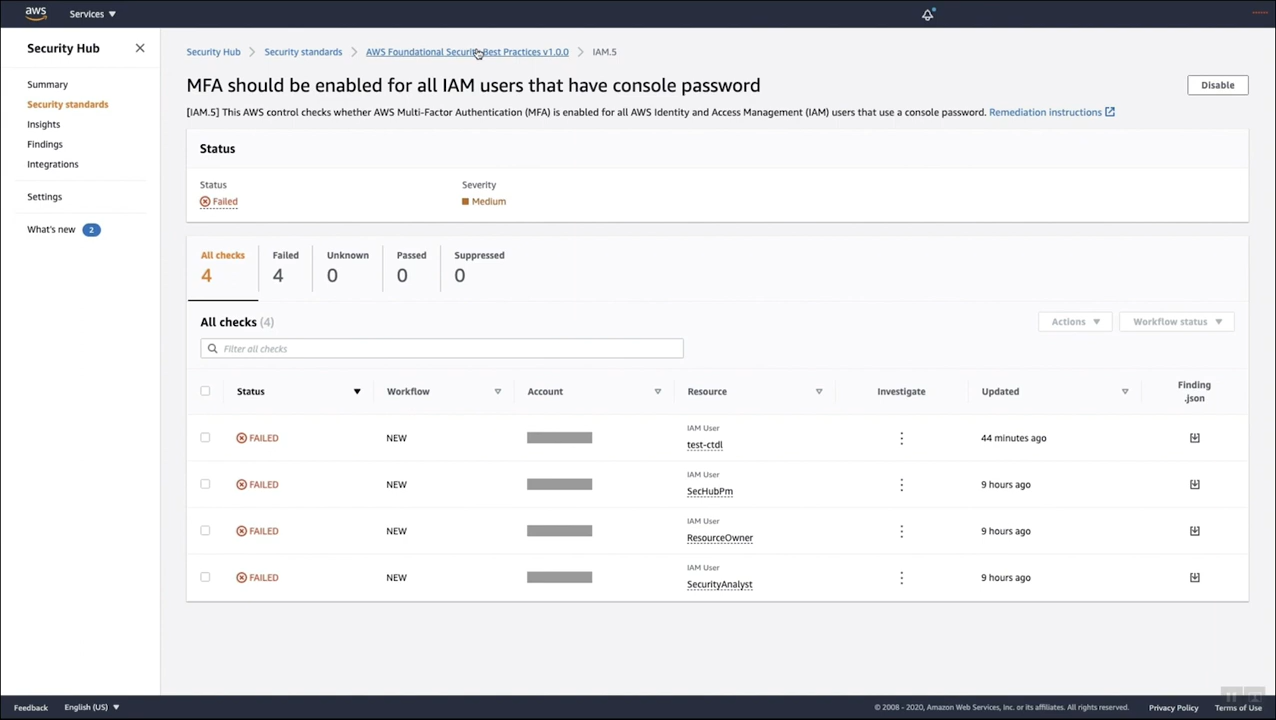 aws Services
Security Hub
Summary
Security standards
Insights
Findings
Integrations
Settings
What's new 2
Security Hub > Security standards > AWS Foundational Security Best Practices v1.0.0 > IAM.5
MFA should be enabled for all IAM users that have console password
Disable
[IAM.5] This AWS control checks whether AWS Multi-Factor Authentication (MFA) is enabled for all AWS Identity and Access Management (IAM) users that use a console password. Remediation instructions
Status
Status Severity
Failed Medium
All checks Failed Unknown Passed Suppressed
4 4 0 0 0
All checks (4)
Actions Workflow status
Filter all checks
Status Workflow Account Resource Investigate Updated Finding
.json
IAM User
FAILED NEW test-ctdl 44 minutes ago
IAM User
FAILED NEW SecHubPm 9 hours ago
IAM User
FAILED NEW ResourceOwner 9 hours ago
IAM User
FAILED NEW SecurityAnalyst 9 hours ago
Feedback English (US) © 2008 - 2020, Amazon Web Services, Inc. or its affiliates. All rights reserved. Privacy Policy Terms of Use